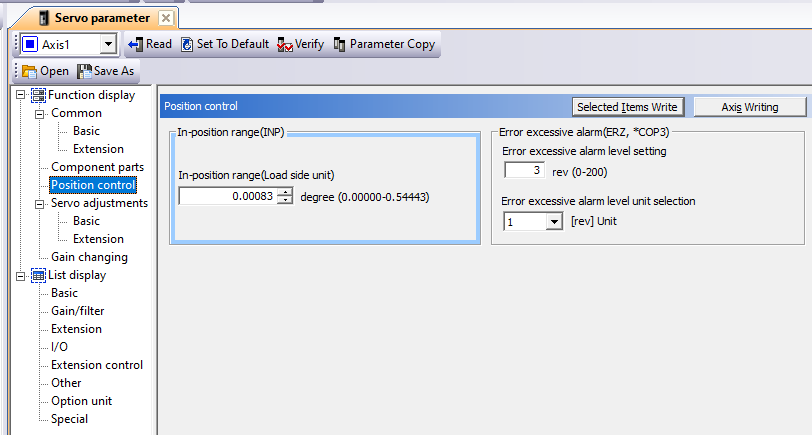 Servo parameter
Axis1
Read
Set To Default
Verify
Parameter Copy
Open
Save As
Function display
Common
Basic
Extension
Component parts
Position control
Servo adjustments
Basic
Extension
Gain changing
List display
Basic
Gain/filter
Extension
I/O
Extension control
Other
Option unit
Special
Position control
Selected Items Write
Axis Writing
In-position range(INP)
In-position range(Load side unit)
0.00083 degree (0.00000-0.54443)
Error excessive alarm(ERZ, *COP3)
Error excessive alarm level setting
3 rev (0-200)
Error excessive alarm level unit selection
1 [rev] Unit